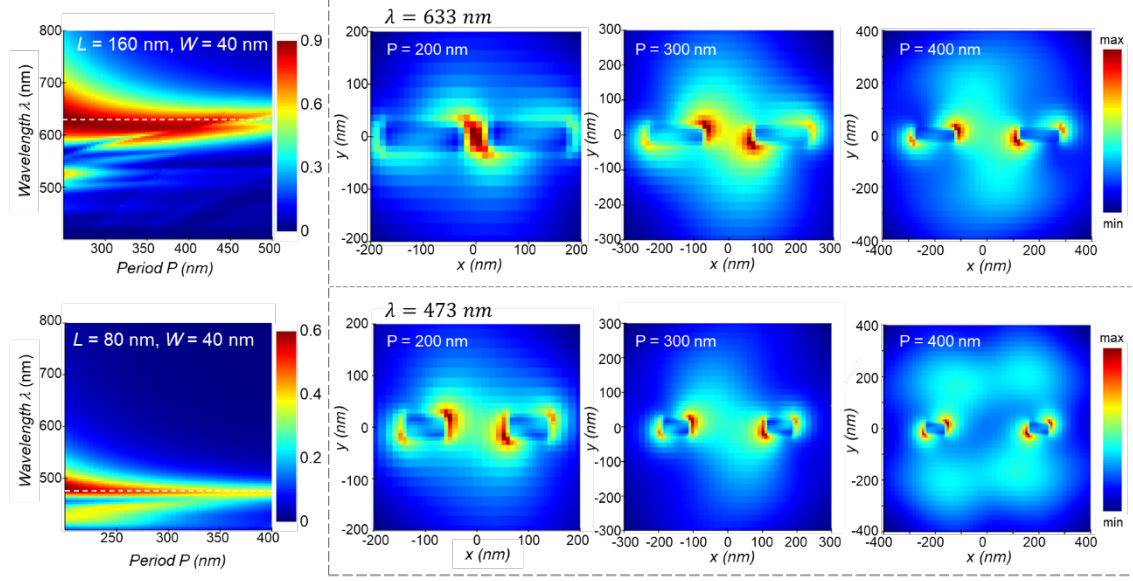 λ = 633 nm
L = 160 nm, W = 40 nm
Wavelength λ (nm)
800
700
600
500
250 300 350 400 450 500
Period P (nm)
0.9
0.6
0.3
0
P = 200 nm
y (nm)
200
100
0
-100
-200
-200 -100 0 100 200
x (nm)
P = 300 nm
y (nm)
300
200
100
0
-100
-200
-300
-300 -200 -100 0 100 200 300
x (nm)
P = 400 nm
y (nm)
400
200
0
-200
-400
-400 -200 0 200 400
x (nm)
max
min
λ = 473 nm
L = 80 nm, W = 40 nm
Wavelength λ (nm)
800
700
600
500
300 400
Period P (nm)
0.6
0.4
0.2
0
P = 200 nm
y (nm)
200
100
0
-100
-200
-200 -100 0 100 200
x (nm)
P = 300 nm
y (nm)
300
200
100
0
-100
-200
-300
-300 -200 -100 0 100 200 300
x (nm)
P = 400 nm
y (nm)
400
200
0
-200
-400
-400 -200 0 200 400
x (nm)
max
min